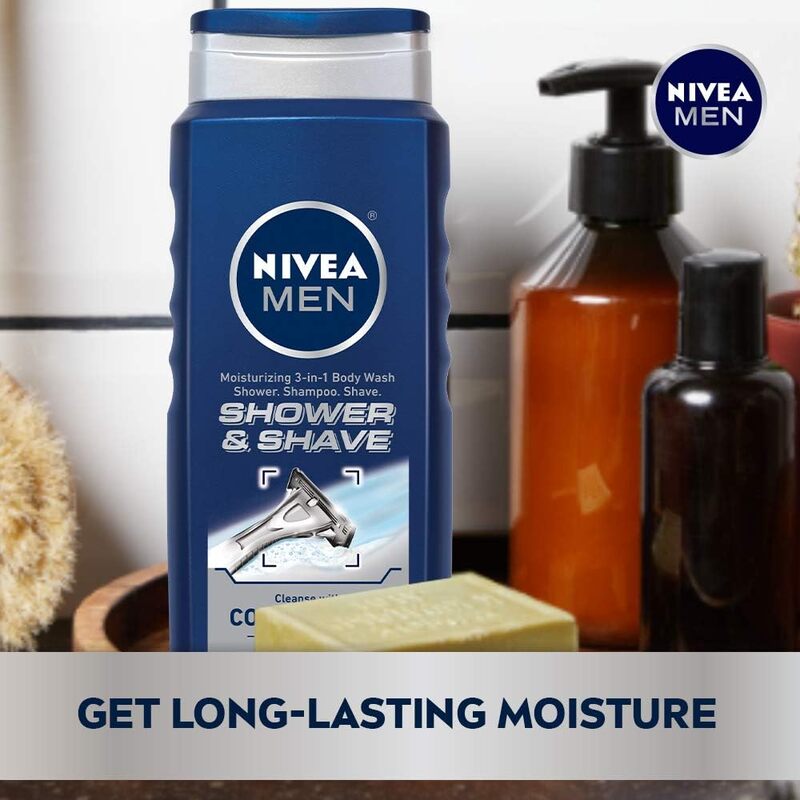 NIVEA
MEN
®
NIVEA
MEN
Moisturizing 3-in-1 Body Wash
Shower. Shampoo. Shave.
SHOWER
& SHAVE
Cleanse
GET LONG-LASTING MOISTURE